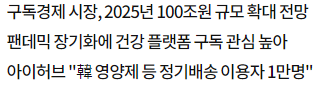 구독경제 시장, 2025년 100조원 규모 확대 전망
팬데믹 장기화에 건강 플랫폼 구독 관심 높아
아이허브 "韓 영양제 등 정기배송 이용자 1만명"